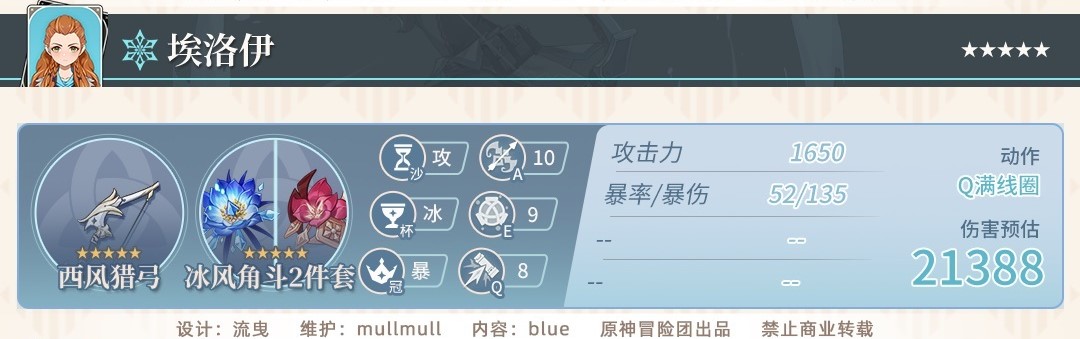 埃洛伊
★★★★★
西风猎弓
冰风角斗2件套
沙 攻
A 10
杯 冰
E 9
冠 暴
Q 8
攻击力 1650
暴率/暴伤 52/135
-- --
-- --
动作
Q满线圈
伤害预估
21388
设计：流曳 维护：mullmull 内容：blue 原神冒险团出品 禁止商业转载